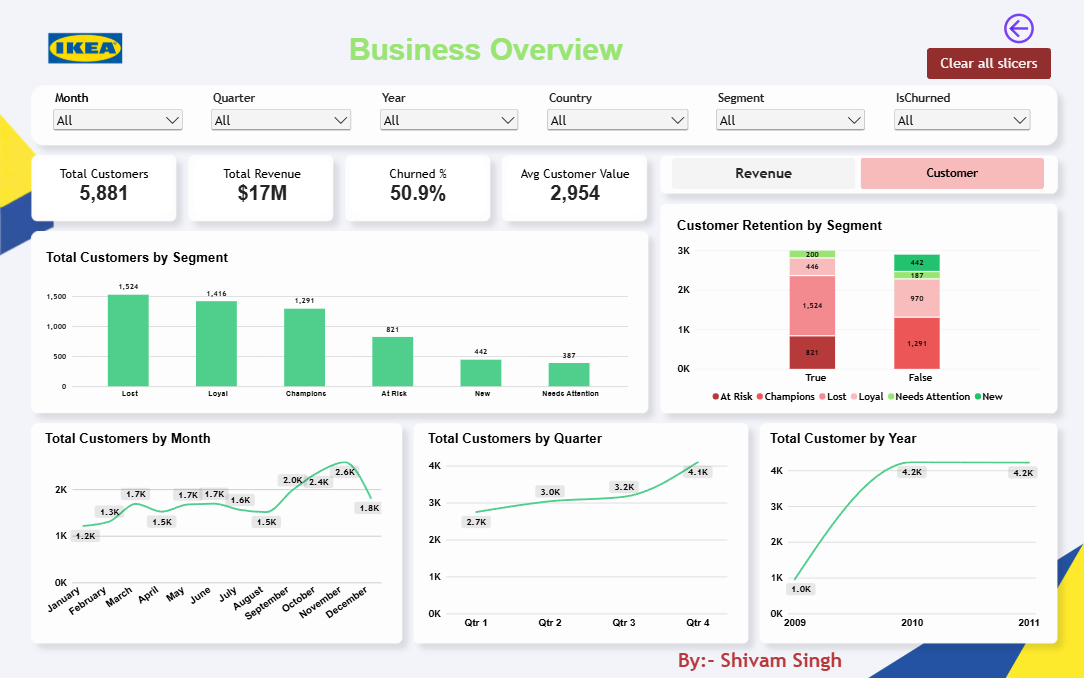 IKEA
Business Overview
Clear all slicers
Month Quarter Year Country Segment IsChurned
All All All All All All
Total Customers Total Revenue Churned % Avg Customer Value
5,881 $17M 50.9% 2,954
Revenue Customer
Total Customers by Segment
1,500
1,000
500
0
1,524 1,416 1,291 821 442 387
Lost Loyal Champions At Risk New Needs Attention
Customer Retention by Segment
3K
2K
1K
0K
200
446
1,524
821
442
187
970
1,291
True False
At Risk Champions Lost Loyal Needs Attention New
Total Customers by Month
2K
1K
0K
1.2K 1.3K 1.7K 1.5K 1.7K 1.7K 1.6K 1.5K 2.0K 2.4K 2.6K 1.8K
January February March April May June July August September October November December
Total Customers by Quarter
4K
3K
2K
1K
0K
2.7K 3.0K 3.2K 4.1K
Qtr 1 Qtr 2 Qtr 3 Qtr 4
Total Customer by Year
4K
3K
2K
1K
0K
1.0K 4.2K 4.2K
2009 2010 2011
By:- Shivam Singh